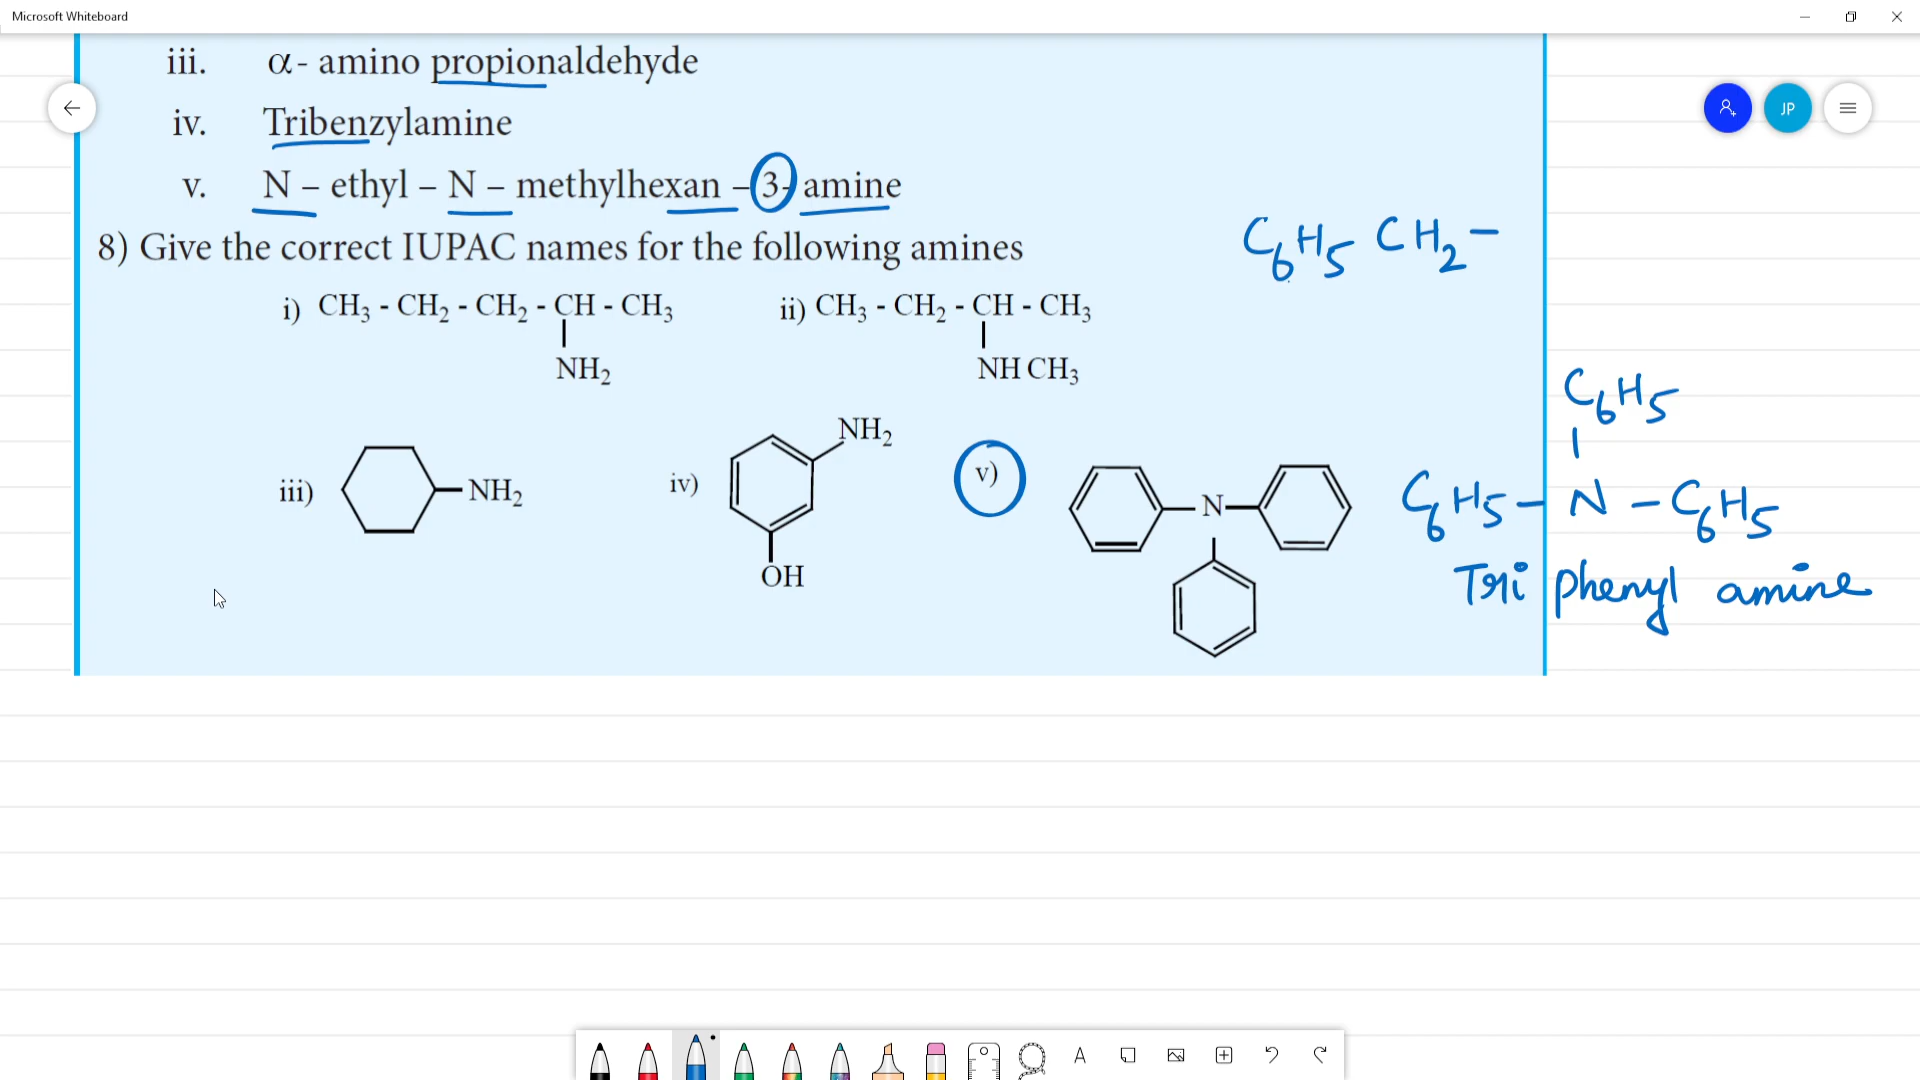 Microsoft Whiteboard
iii. α- amino propionaldehyde
iv. Tribenzylamine
v. N – ethyl – N – methylhexan –3- amine
8) Give the correct IUPAC names for the following amines
C6H5 CH2 –
i) CH3 - CH2 - CH2 - CH - CH3
NH2
ii) CH3 - CH2 - CH - CH3
NH CH3
iii) NH2
iv) NH2
OH
v) N
C6H5
C6H5 – N – C6H5
Tri phenyl amine
JP
A